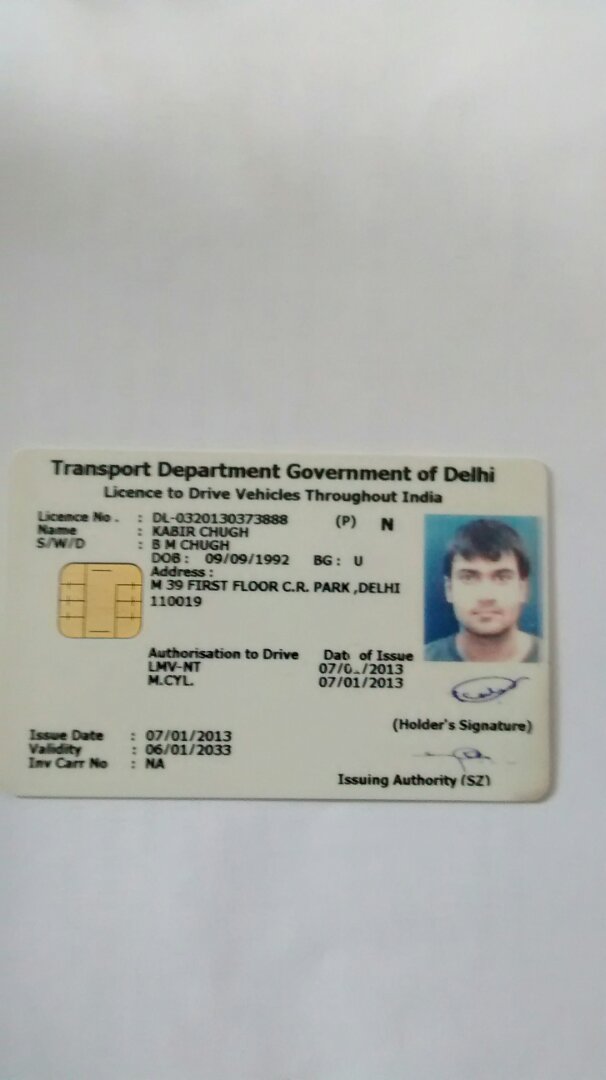 Transport Department Government of Delhi
Licence to Drive Vehicles Throughout India
Licence No. : DL-0320130373888 (P) N
Name : KABIR CHUGH
S/W/D : B M CHUGH
DOB : 09/09/1992 BG : U
Address :
M 39 FIRST FLOOR C.R. PARK ,DELHI
110019
Authorisation to Drive Date of Issue
LMV-NT /2013
M.CYL. 07/01/2013
(Holder's Signature)
Issue Date : 07/01/2013
Validity : 06/01/2033
Inv Carr No : NA
Issuing Authority (SZ)